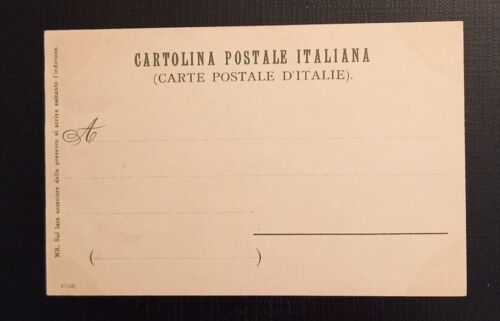 CARTOLINA POSTALE ITALIANA
(CARTE POSTALE D'ITALIE).
A
( )
NB. Sul lato anteriore della presente si scrive soltanto l'indirizzo.